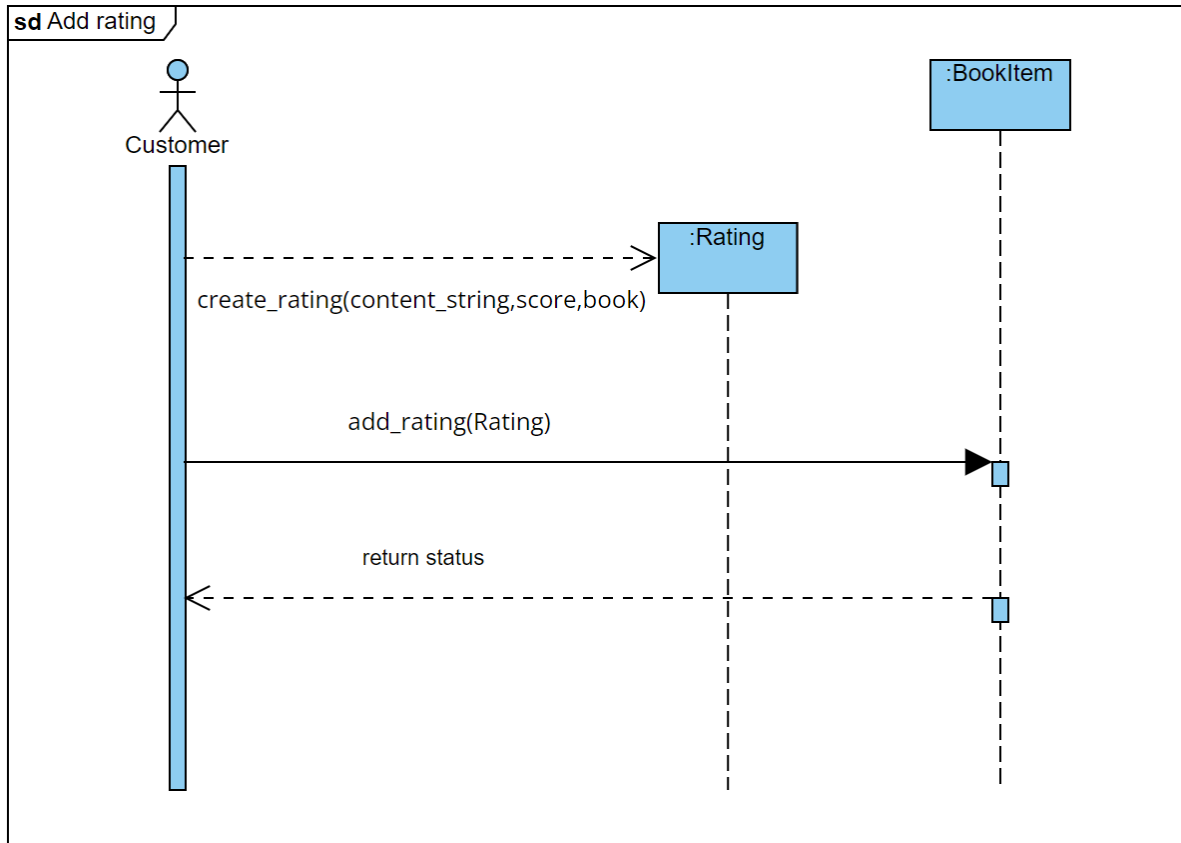 sd Add rating
Customer
:BookItem
:Rating
create_rating(content_string,score,book)
add_rating(Rating)
return status